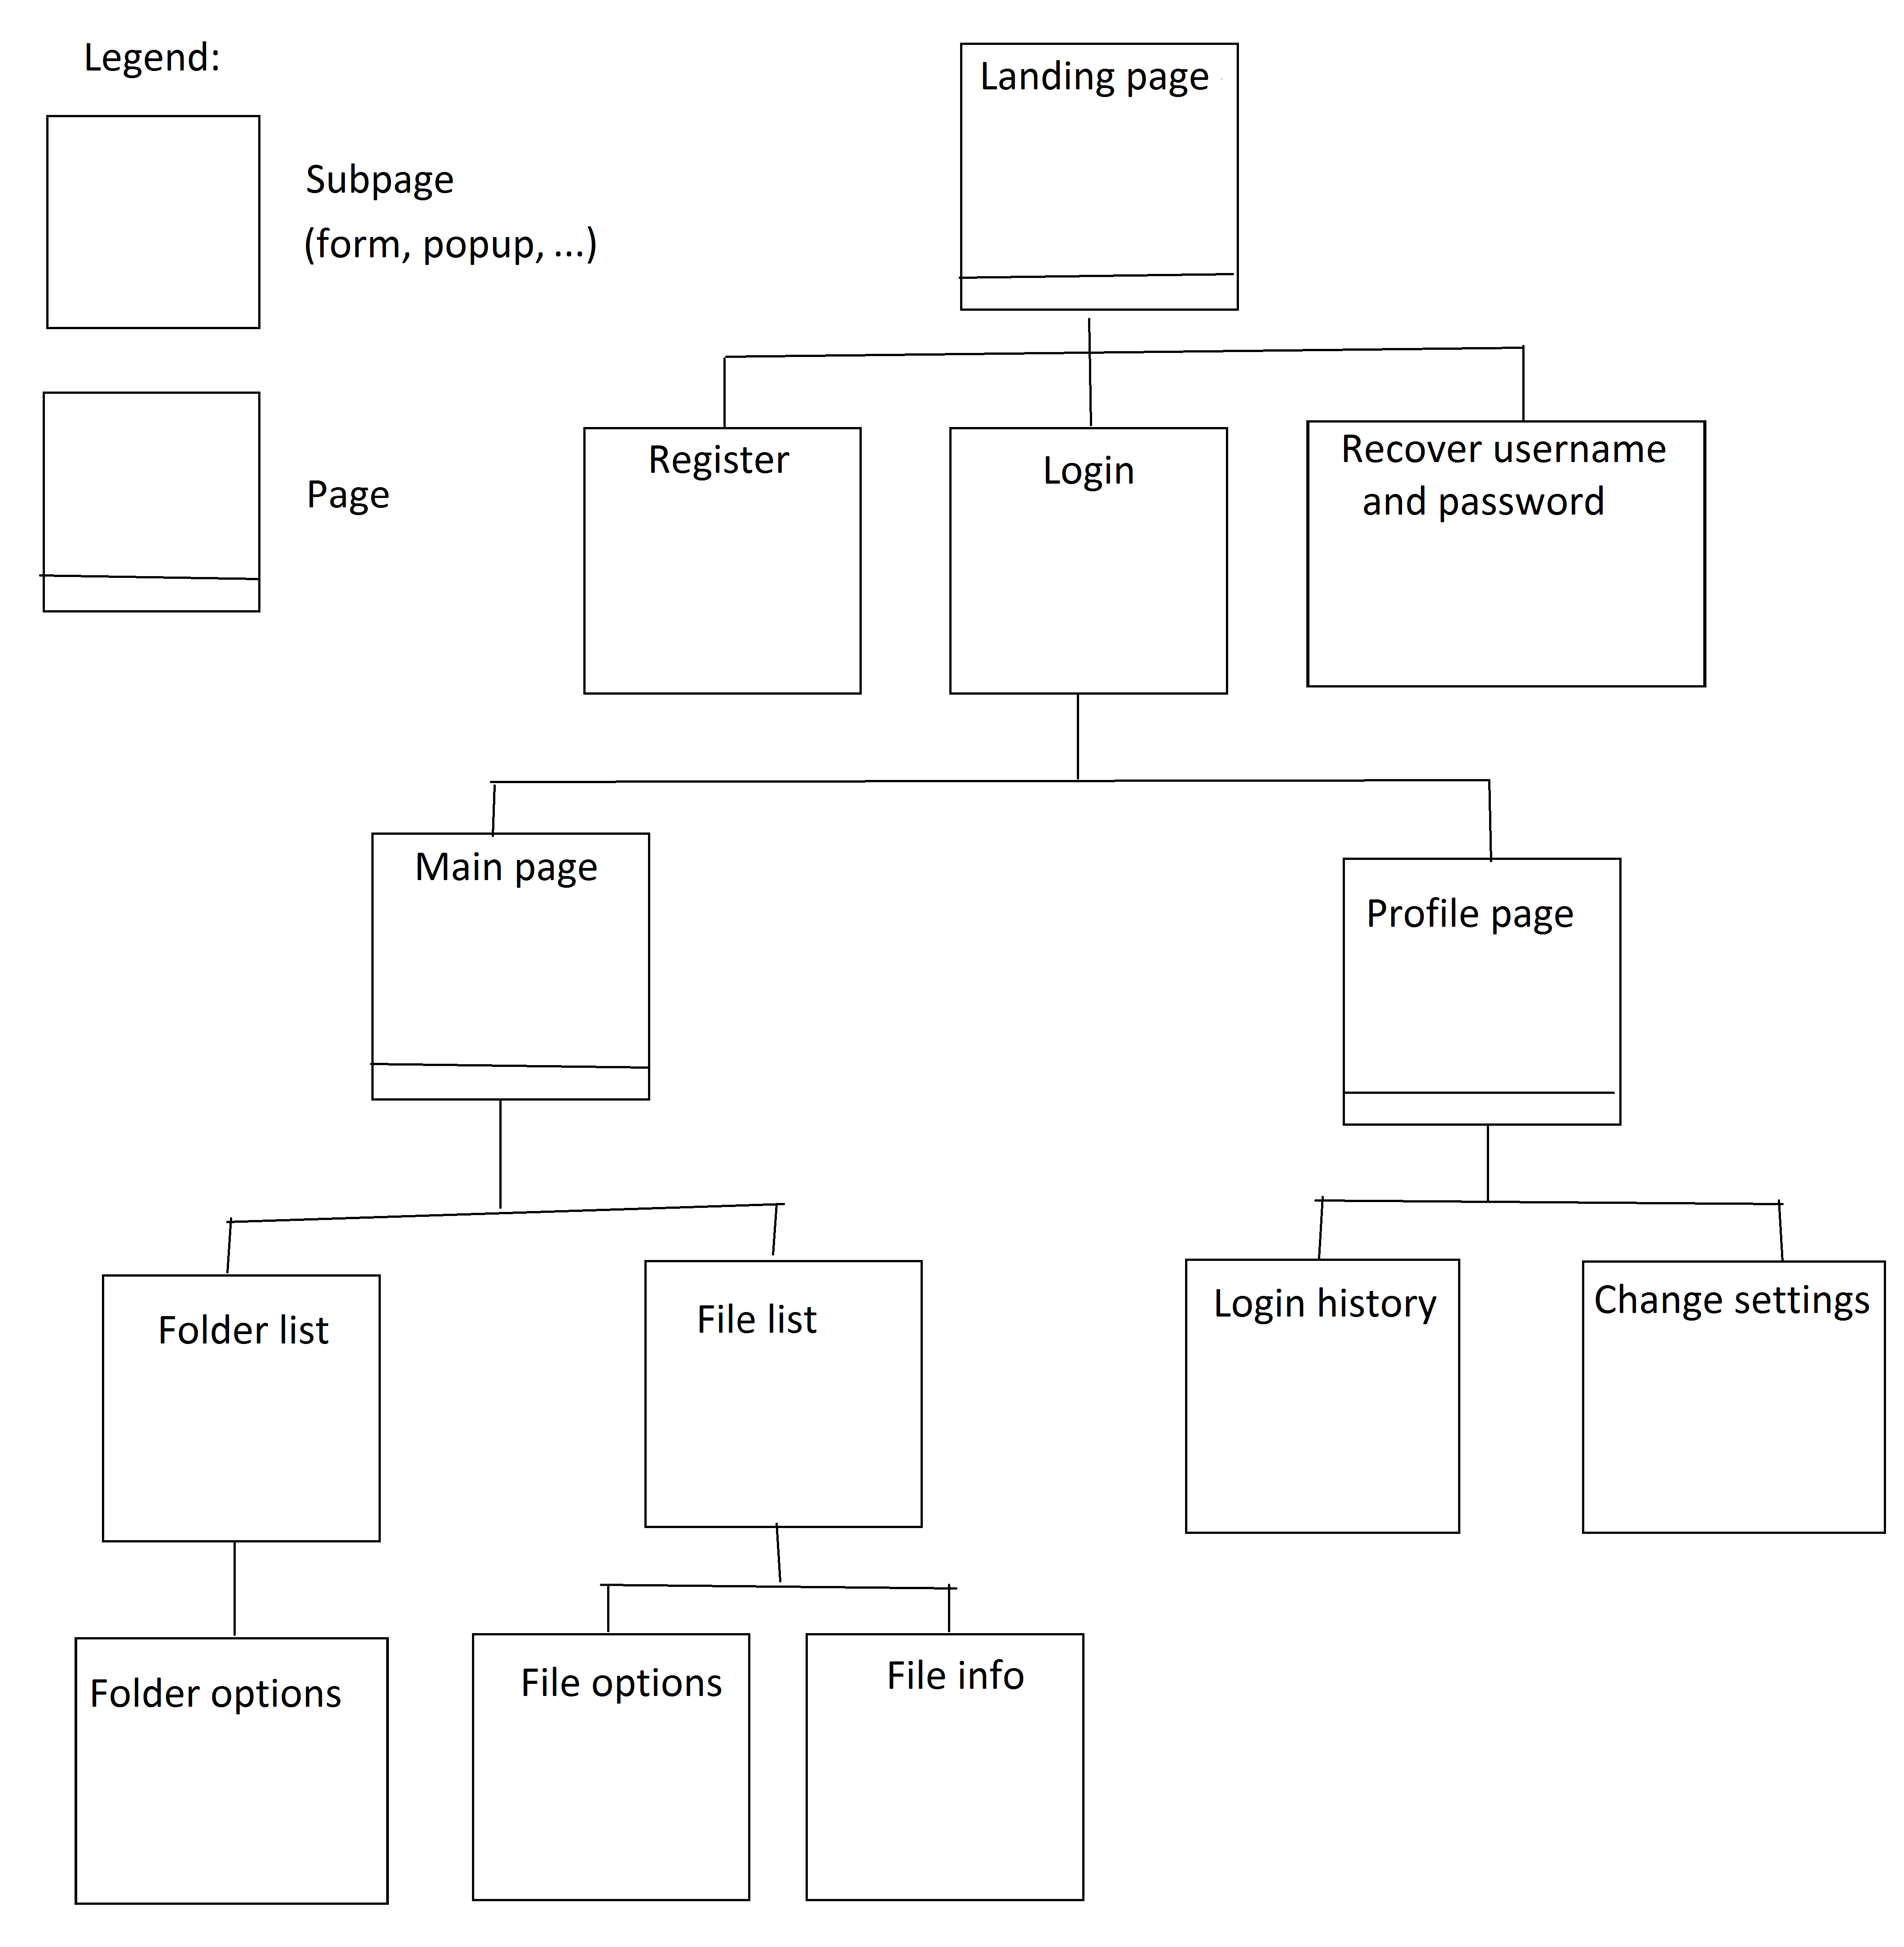 Legend:
Subpage
(form, popup, ...)
Page
Landing page
Register
Login
Recover username
and password
Main page
Profile page
Folder list
File list
Login history
Change settings
Folder options
File options
File info